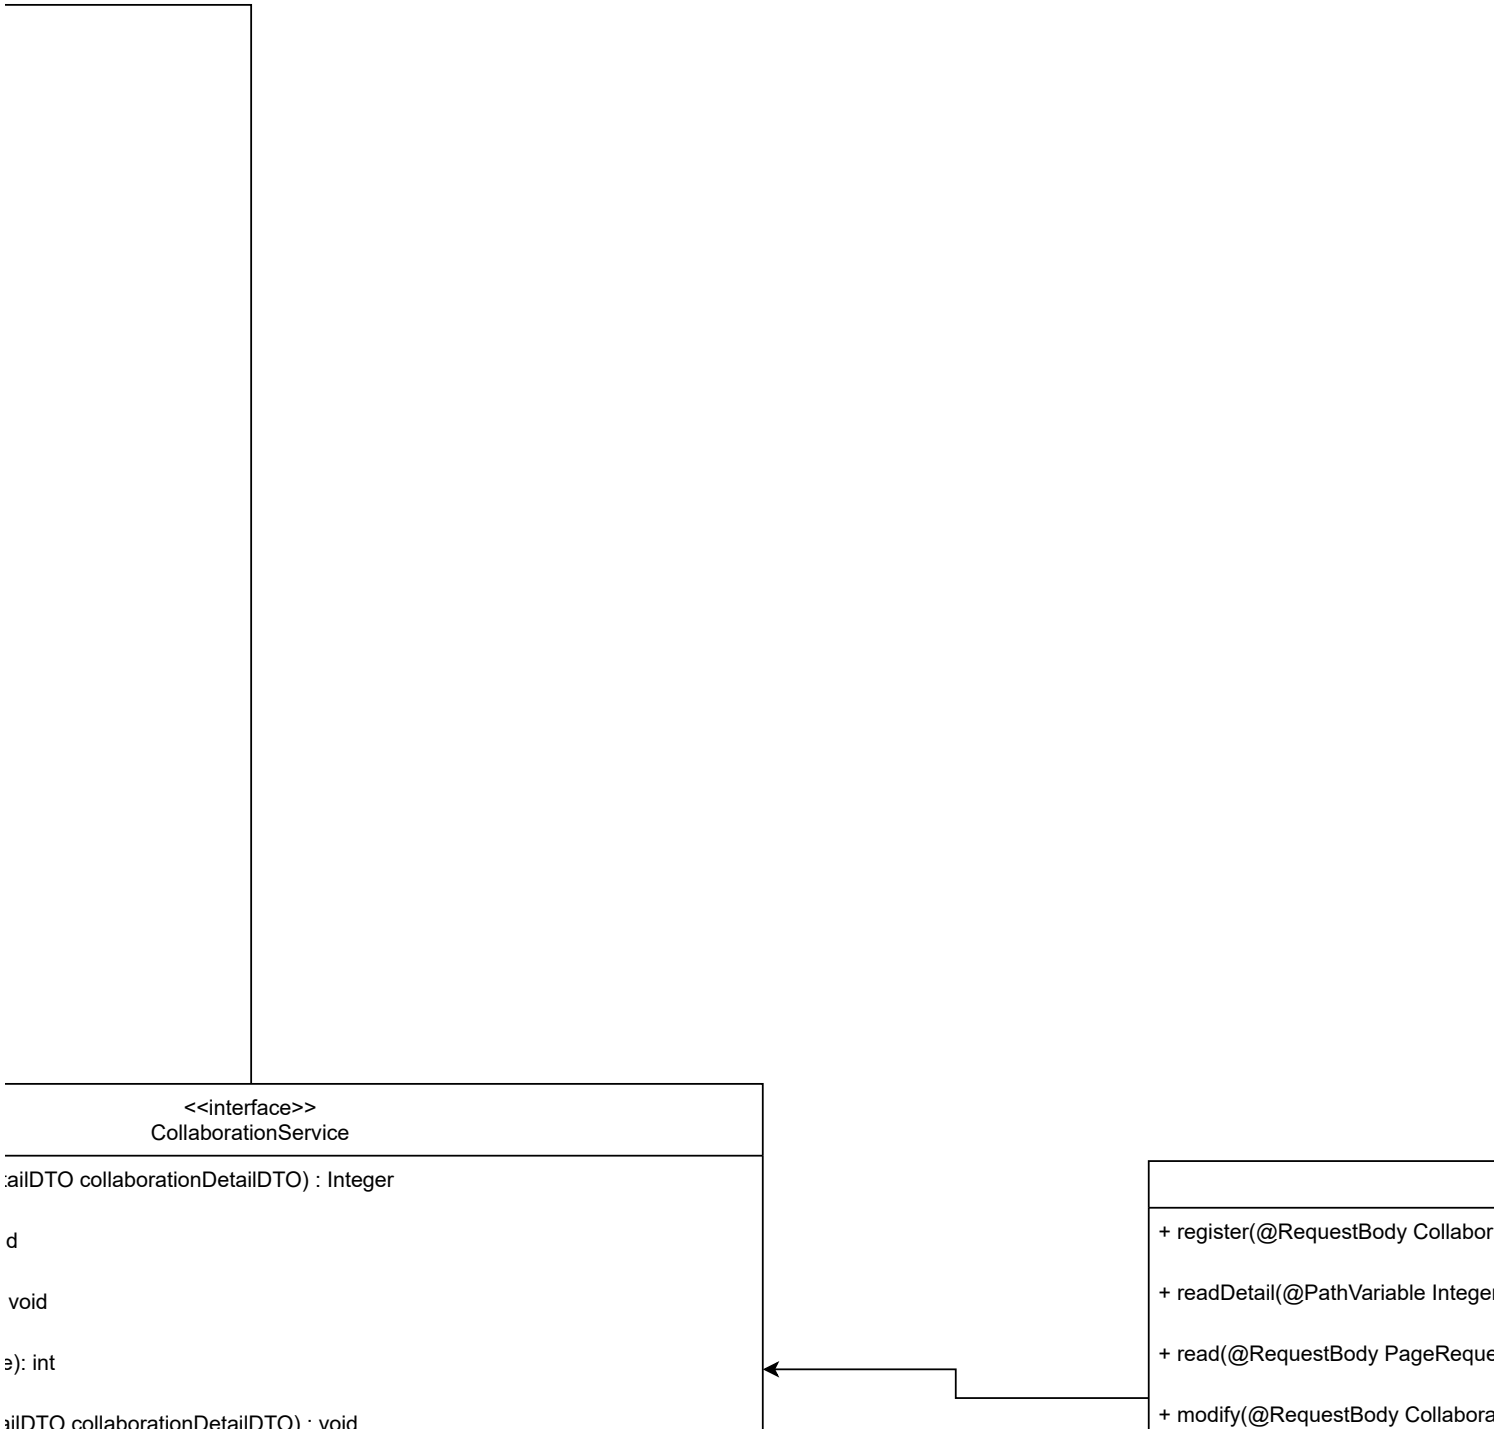 <<interface>>
CollaborationService
ailDTO collaborationDetailDTO) : Integer
d
void
e): int
ilDTO collaborationDetailDTO) : void
+ register(@RequestBody Collabor
+ readDetail(@PathVariable Integer
+ read(@RequestBody PageReque
+ modify(@RequestBody Collabora